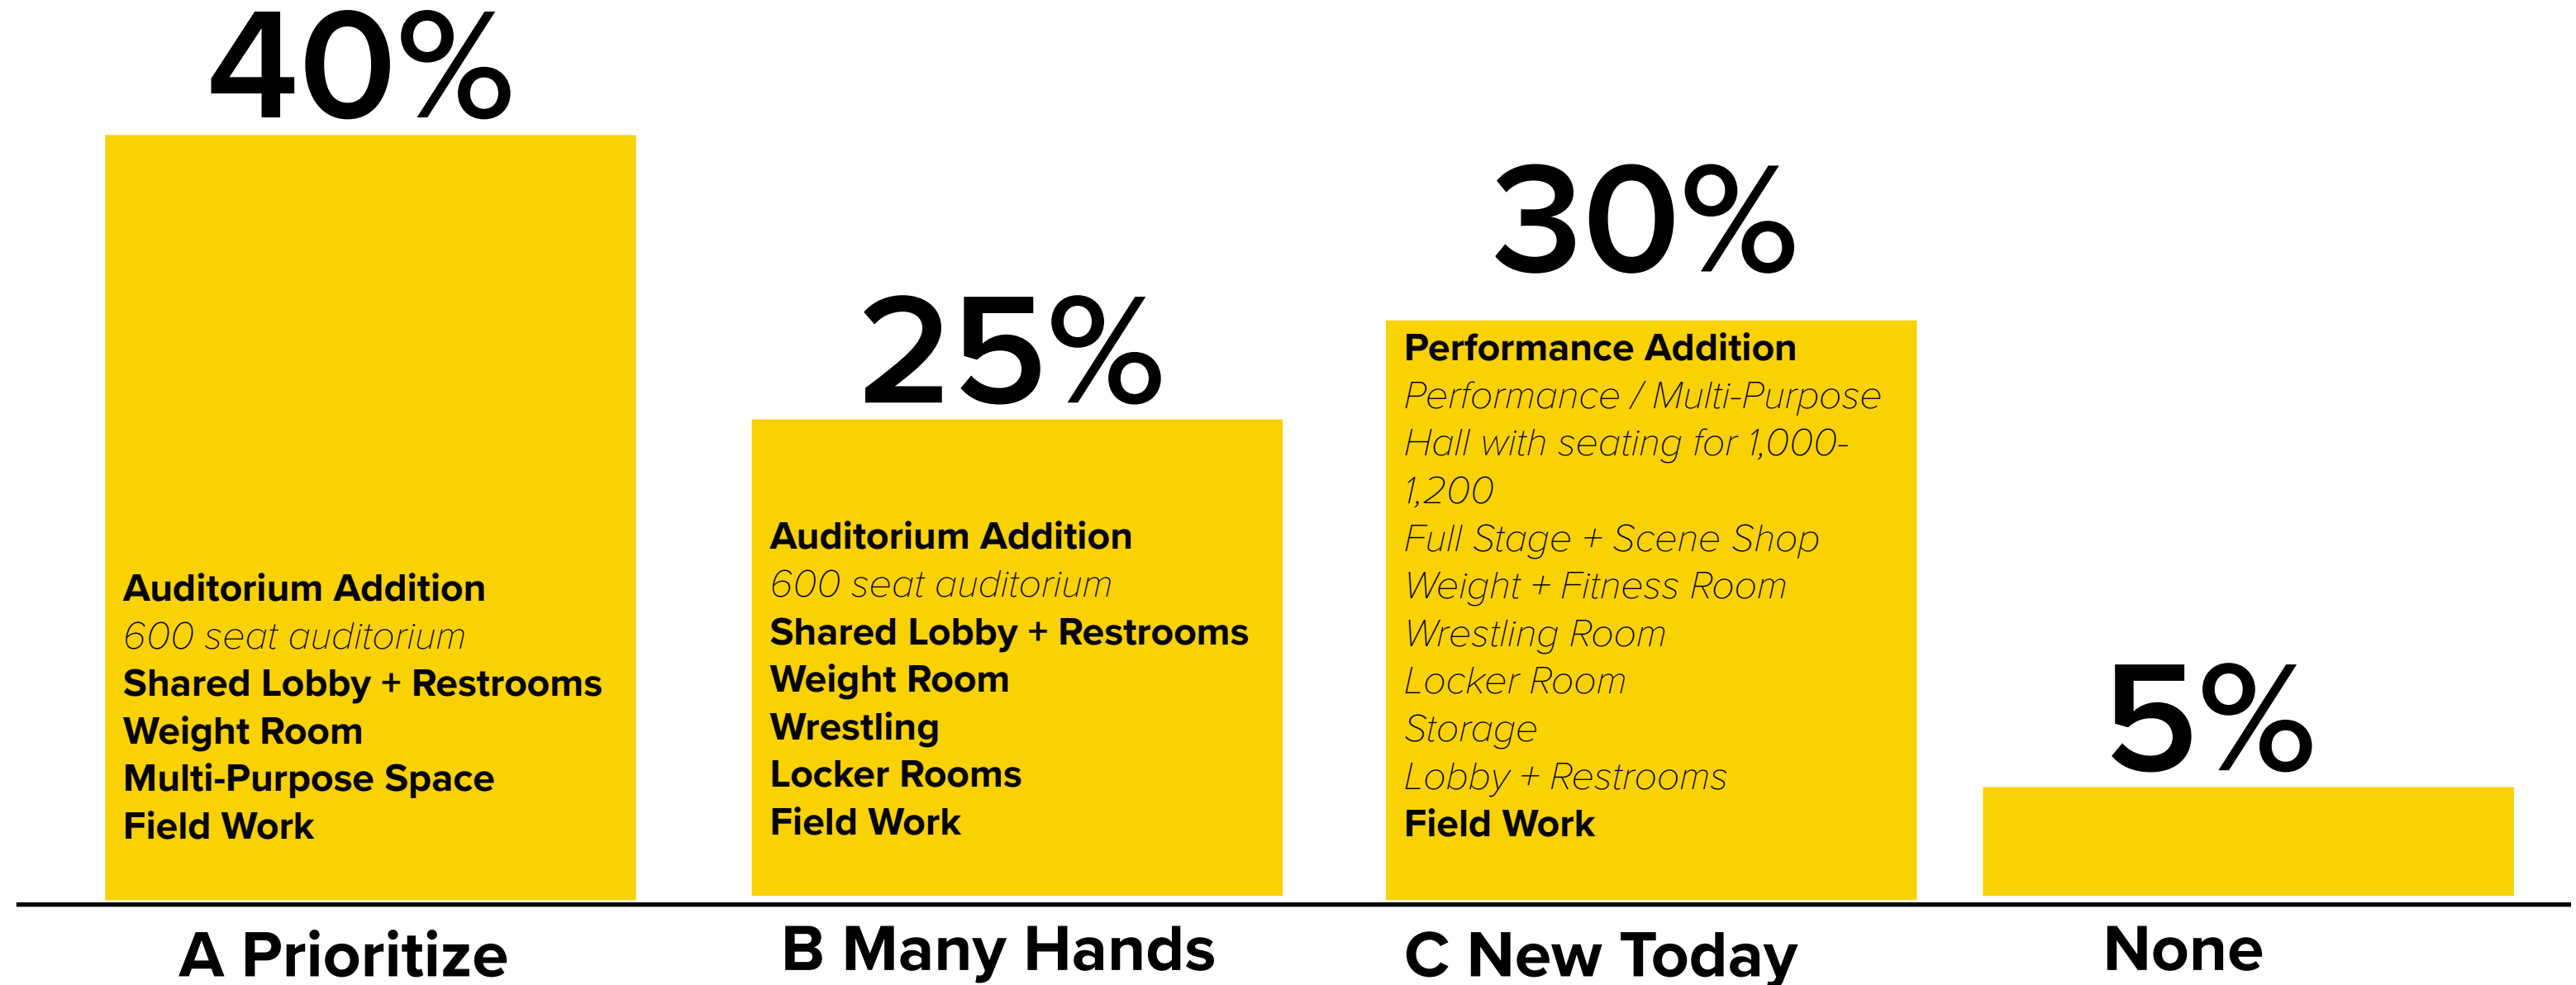 40%
Auditorium Addition
600 seat auditorium
Shared Lobby + Restrooms
Weight Room
Multi-Purpose Space
Field Work
A Prioritize
25%
Auditorium Addition
600 seat auditorium
Shared Lobby + Restrooms
Weight Room
Wrestling
Locker Rooms
Field Work
B Many Hands
30%
Performance Addition
Performance / Multi-Purpose
Hall with seating for 1,000-
1,200
Full Stage + Scene Shop
Weight + Fitness Room
Wrestling Room
Locker Room
Storage
Lobby + Restrooms
Field Work
C New Today
5%
None